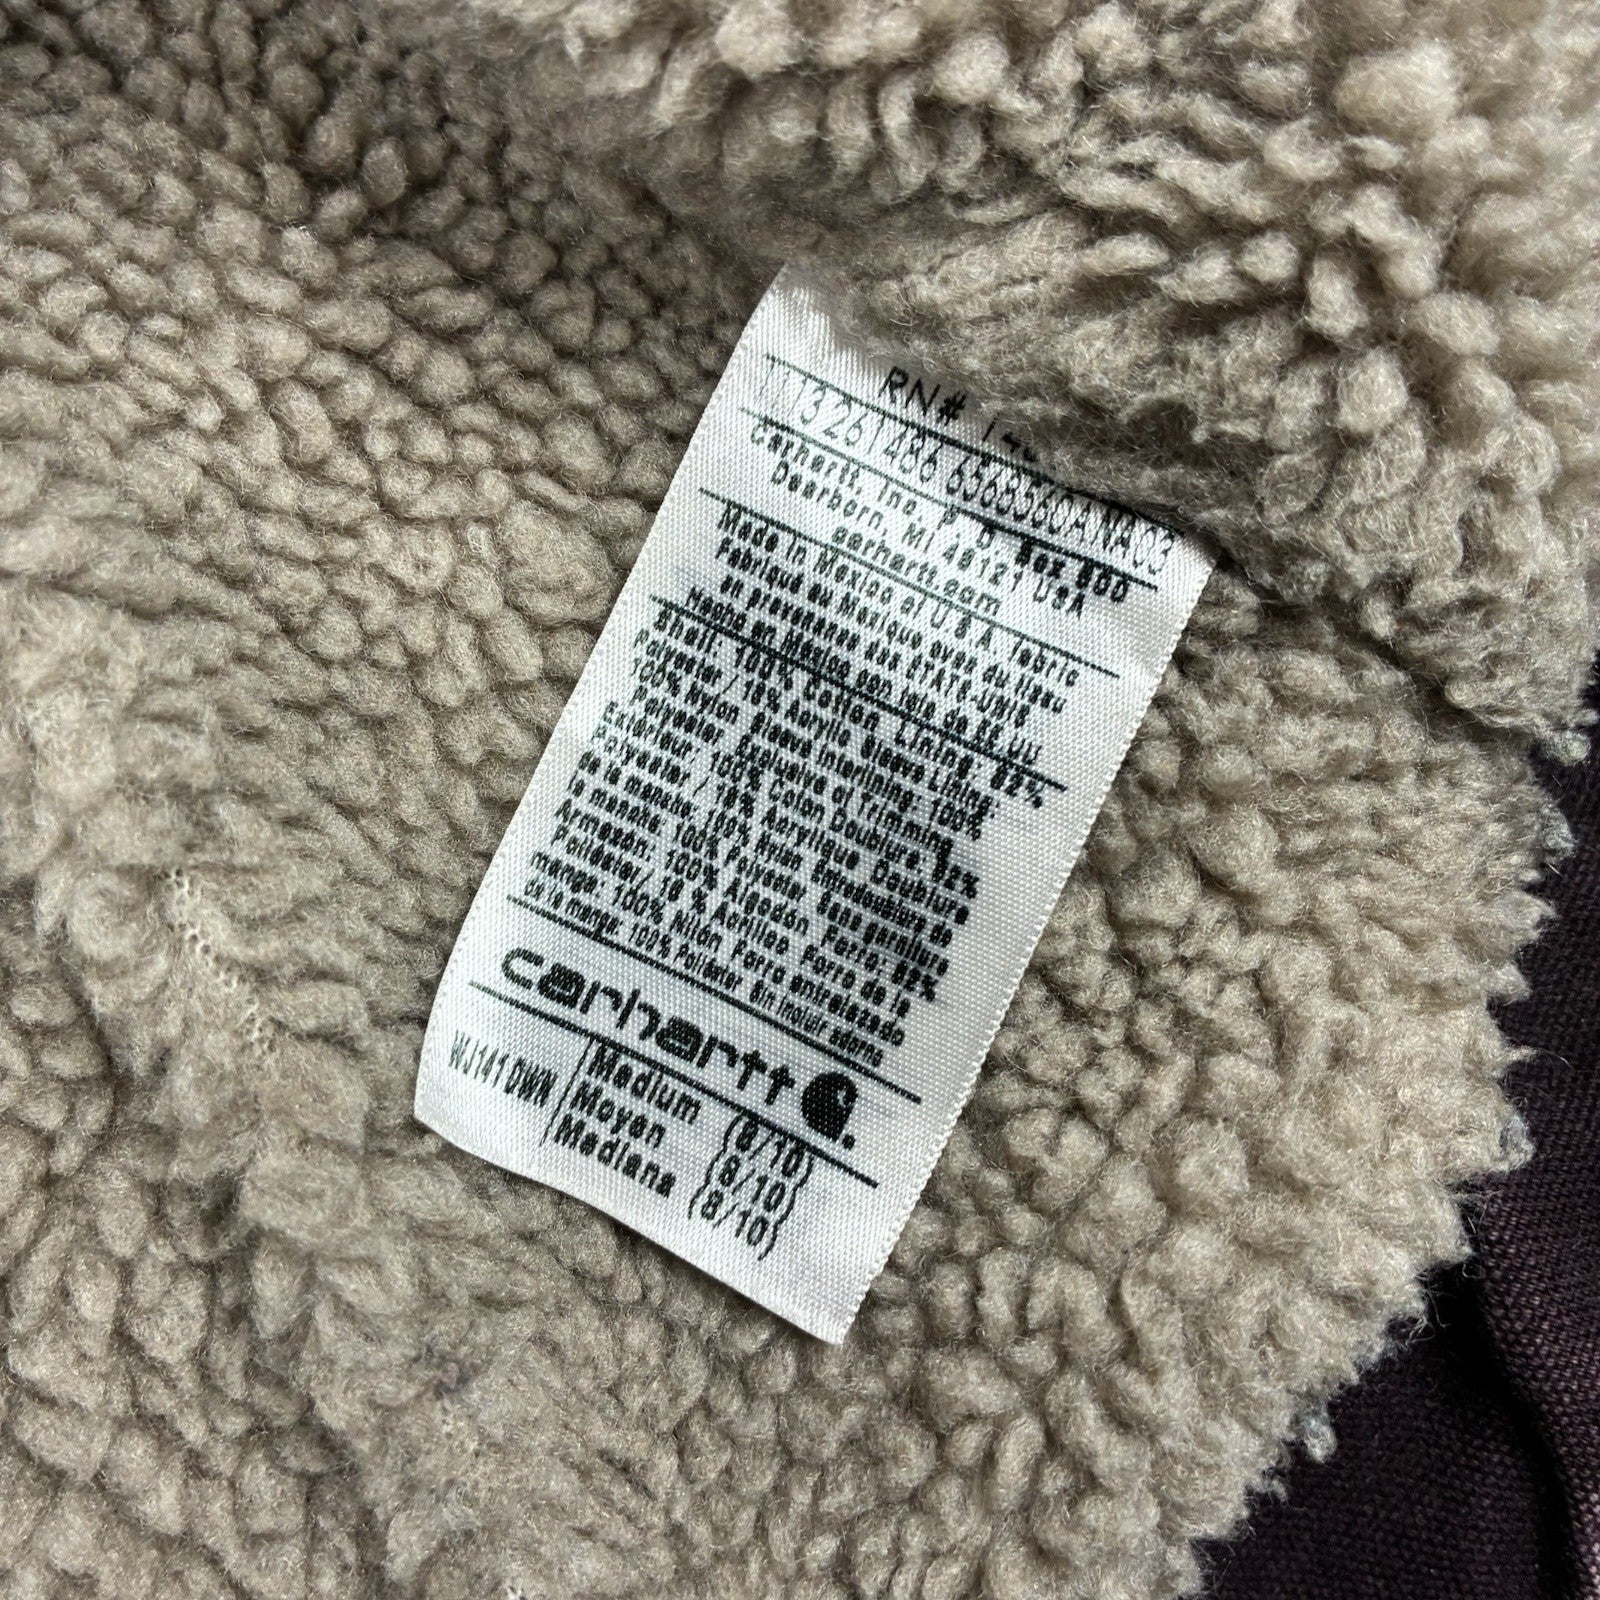 RN#
Carhartt, Inc. P.O. Box 600
Dearborn, MI 48121 USA
carhartt.com
Made in Mexico of U.S.A. fabric
Fabriqué au Mexique avec du tissu
en provenance aux ETATS-UNIS
Hecho en México con tela de EE.UU
Shell: 100% Cotton Lining: 82%
Polyester / 18% Acrylic Sleeve Lining:
100% Nylon Sleeve Interlining: 100%
Polyester Exclusive of Trimming
Extérieur: 100% Coton Doublure: 82%
Polyester / 18% Acrylique Doublure
De la manche: 100% Nylon Entredoublure de
la manche: 100% Polyester Sans garniture
Armeson: 100% Algodón Forro: 82%
Poliéster / 18 % Acrílico Forro de la
manga: 100% Nilón Forro entrelazado
de la manga: 100% Poliéster Sin incluir adorno
carhartt
WJ141 DWN
Medium (8/10)
Moyen (8/10)
Mediana (8/10)